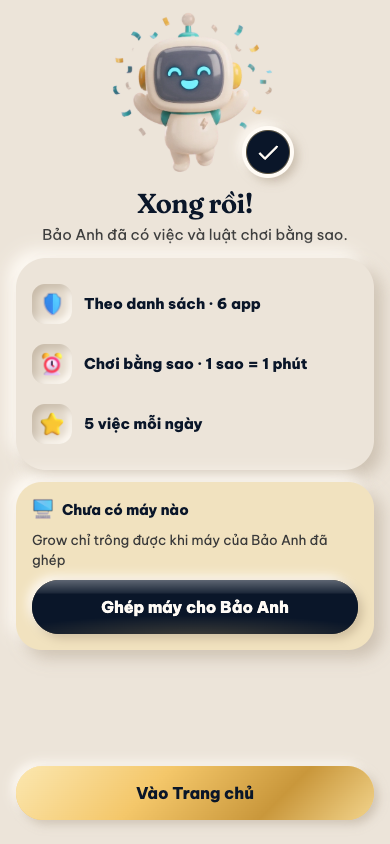 Xong rồi!
Bảo Anh đã có việc và luật chơi bằng sao.
Theo danh sách · 6 app
Chơi bằng sao · 1 sao = 1 phút
5 việc mỗi ngày
Chưa có máy nào
Grow chỉ trông được khi máy của Bảo Anh đã
ghép
Ghép máy cho Bảo Anh
Vào Trang chủ